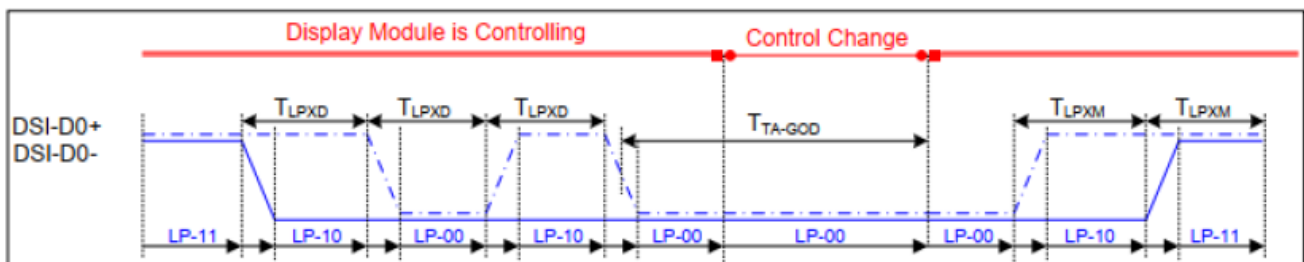 Display Module is Controlling Control Change
TLPXD TLPXD TLPXD TLPXM TLPXM
DSI-D0+ TTA-GOD
DSI-D0-
LP-11 LP-10 LP-00 LP-10 LP-00 LP-00 LP-00 LP-10 LP-11